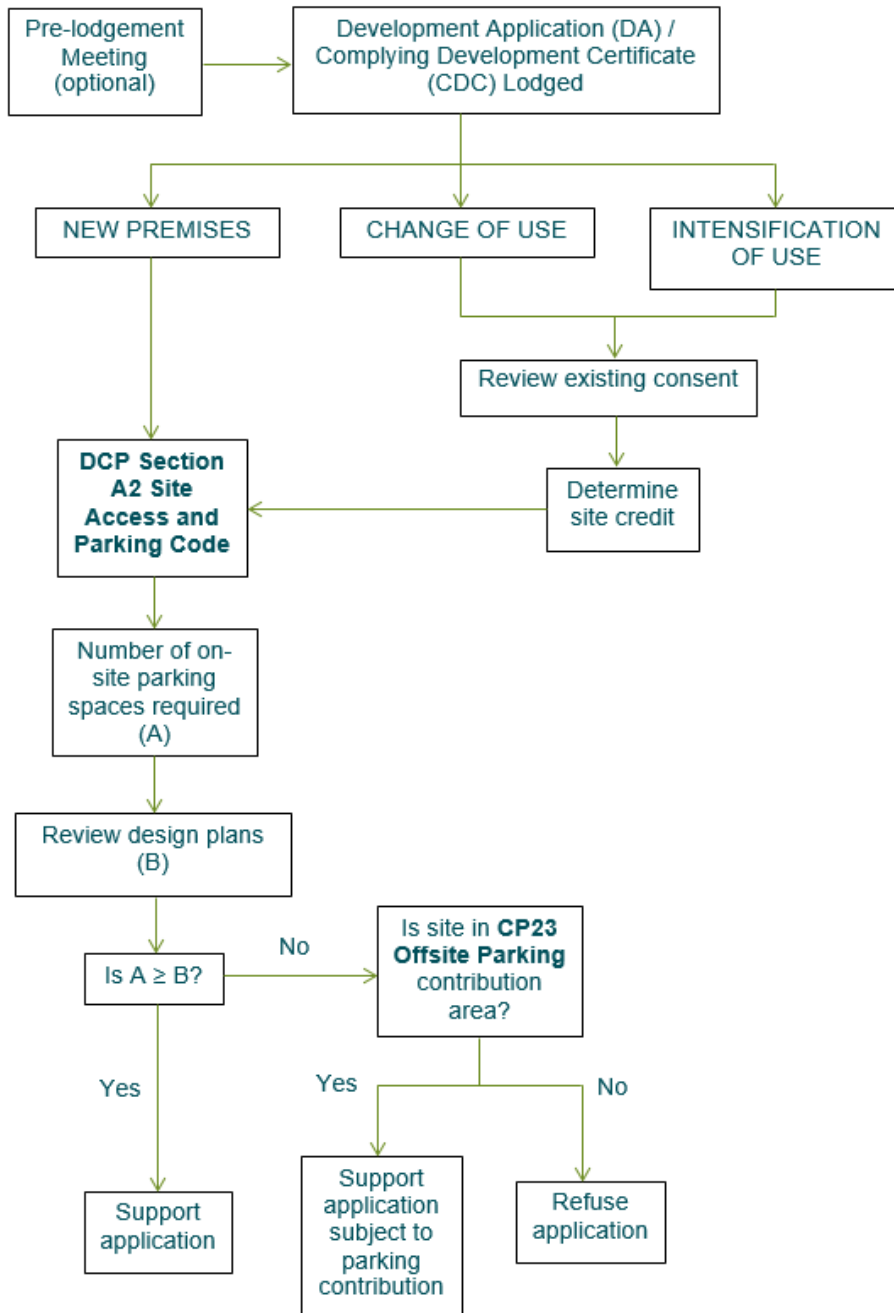 Pre-lodgement
Meeting
(optional)
Development Application (DA) /
Complying Development Certificate
(CDC) Lodged
NEW PREMISES
CHANGE OF USE
INTENSIFICATION
OF USE
Review existing consent
DCP Section
A2 Site
Access and
Parking Code
Determine
site credit
Number of on-
site parking
spaces required
(A)
Review design plans
(B)
Is A ≥ B?
No
Is site in CP23
Offsite Parking
contribution
area?
Yes
Yes
No
Support
application
Support
application
subject to
parking
contribution
Refuse
application